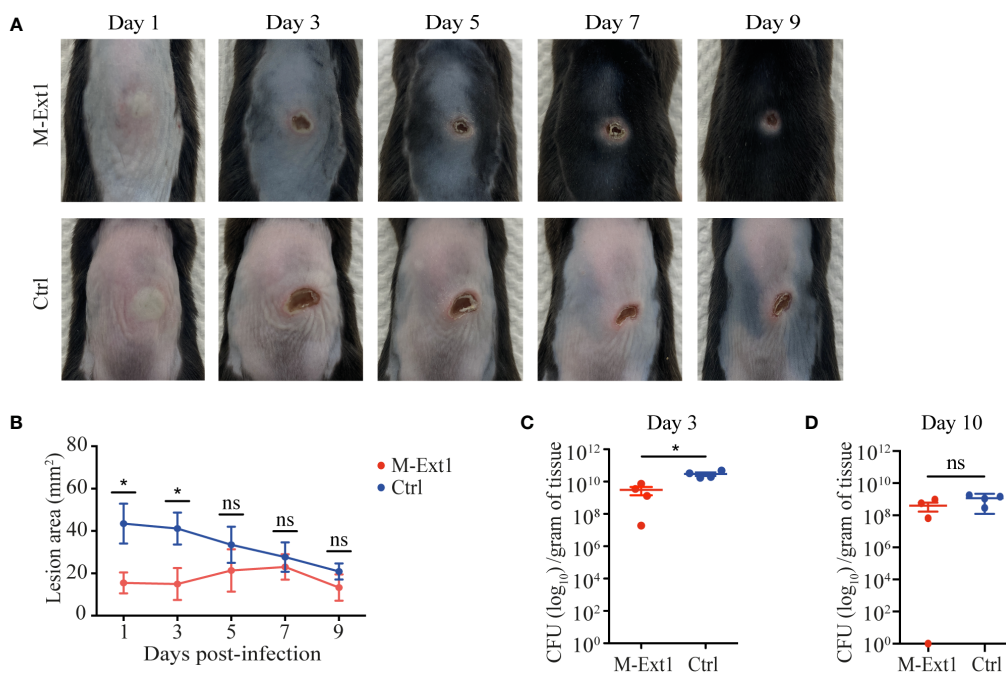 A
Day 1
Day 3
Day 5
Day 7
Day 9
M-Ext1
Ctrl
B
Lesion area (mm²)
80
60
40
20
0
*
*
ns
ns
ns
1
3
5
7
9
Days post-infection
M-Ext1
Ctrl
C
Day 3
CFU (log₁₀) /gram of tissue
10¹²
10¹⁰
10⁸
10⁶
10⁴
10²
10⁰
*
M-Ext1
Ctrl
D
Day 10
CFU (log₁₀) /gram of tissue
10¹²
10¹⁰
10⁸
10⁶
10⁴
10²
10⁰
ns
M-Ext1
Ctrl